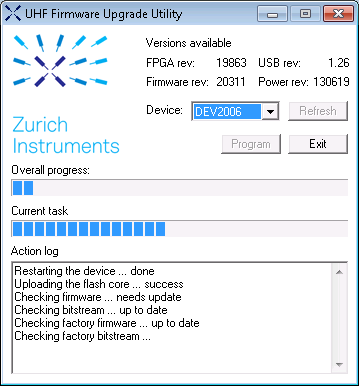 UHF Firmware Upgrade Utility
Versions available
FPGA rev: 19863 USB rev: 1.26
Firmware rev: 20311 Power rev: 130619
Device: DEV2006 Refresh
Zurich
Instruments
Program Exit
Overall progress:
Current task
Action log
Restarting the device ... done
Uploading the flash core ... success
Checking firmware ... needs update
Checking bitstream ... up to date
Checking factory firmware ... up to date
Checking factory bitstream ...